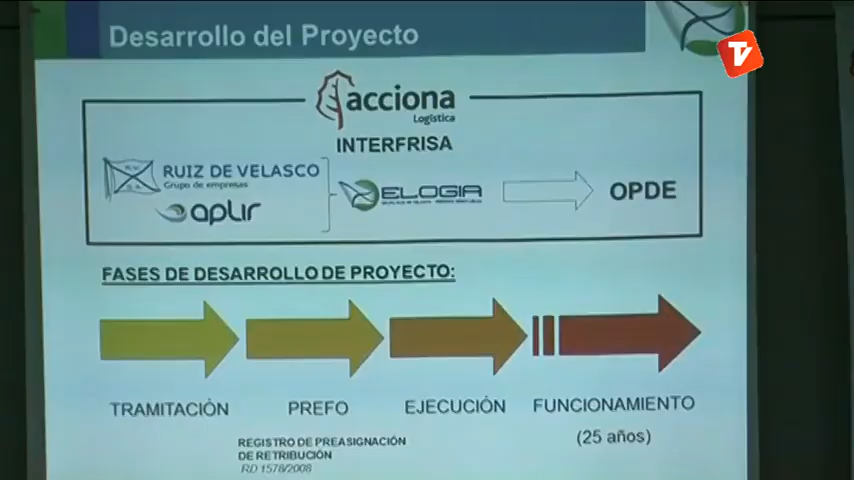 Desarrollo del Proyecto
TV
acciona
Logística
INTERFRISA
RUIZ DE VELASCO
Grupo de empresas
aplir
ELOGIA
OPDE
FASES DE DESARROLLO DE PROYECTO:
TRAMITACIÓN
PREFO
EJECUCIÓN
FUNCIONAMIENTO
REGISTRO DE PREASIGNACIÓN
DE RETRIBUCIÓN
RD 1578/2008
(25 años)